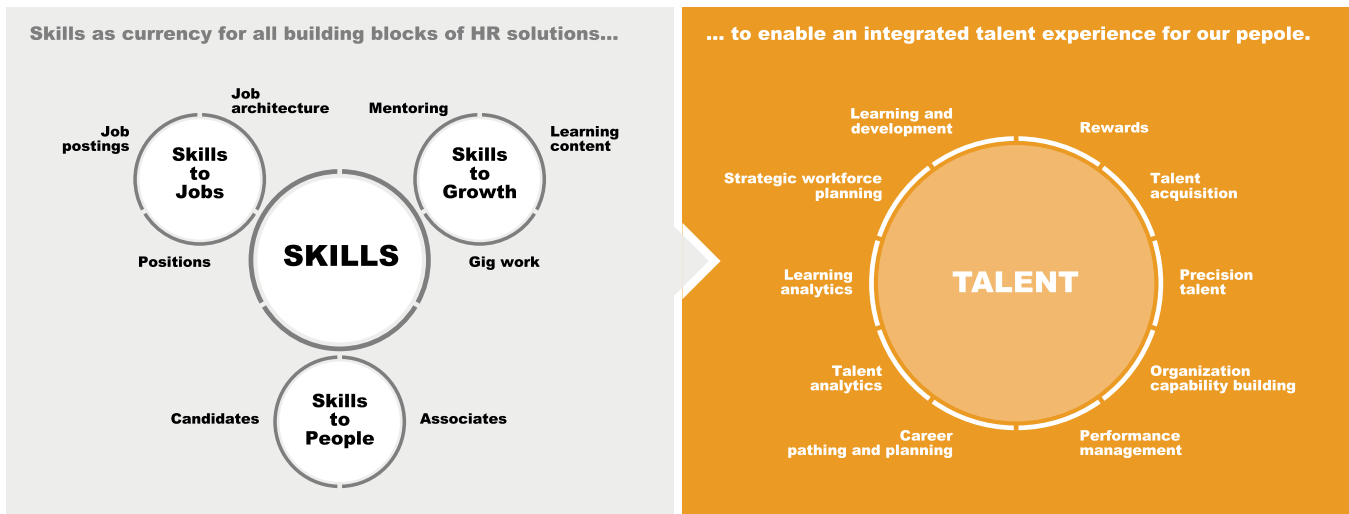 Skills as currency for all building blocks of HR solutions...
Job
architecture
Mentoring
Job
postings
Learning
content
Skills
to
Jobs
Skills
to
Growth
SKILLS
Positions
Gig work
Skills
to
People
Candidates
Associates
... to enable an integrated talent experience for our pepole.
Learning and
development
Rewards
Strategic workforce
planning
Talent
acquisition
Learning
analytics
TALENT
Precision
talent
Talent
analytics
Organization
capability building
Career
pathing and planning
Performance
management